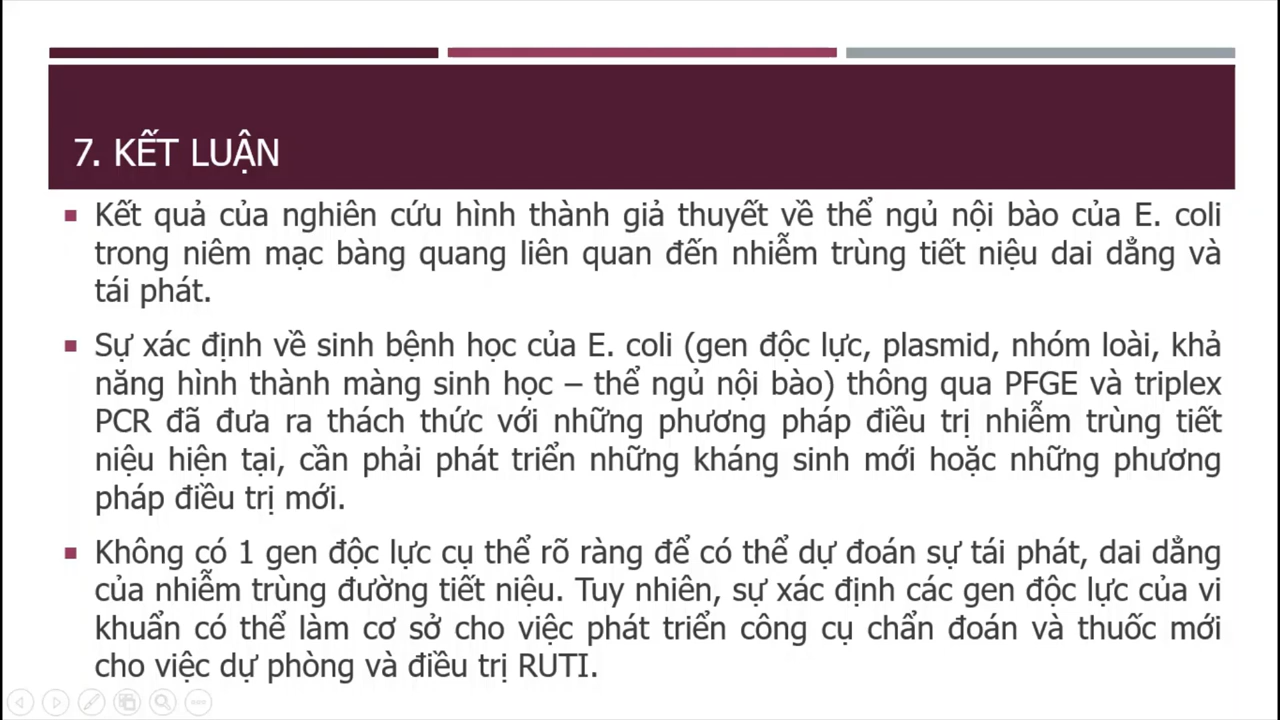 7. KẾT LUẬN
Kết quả của nghiên cứu hình thành giả thuyết về thể ngủ nội bào của E. coli
trong niêm mạc bàng quang liên quan đến nhiễm trùng tiết niệu dai dẳng và
tái phát.
Sự xác định về sinh bệnh học của E. coli (gen độc lực, plasmid, nhóm loài, khả
năng hình thành màng sinh học – thể ngủ nội bào) thông qua PFGE và triplex
PCR đã đưa ra thách thức với những phương pháp điều trị nhiễm trùng tiết
niệu hiện tại, cần phải phát triển những kháng sinh mới hoặc những phương
pháp điều trị mới.
Không có 1 gen độc lực cụ thể rõ ràng để có thể dự đoán sự tái phát, dai dẳng
của nhiễm trùng đường tiết niệu. Tuy nhiên, sự xác định các gen độc lực của vi
khuẩn có thể làm cơ sở cho việc phát triển công cụ chẩn đoán và thuốc mới
cho việc dự phòng và điều trị RUTI.